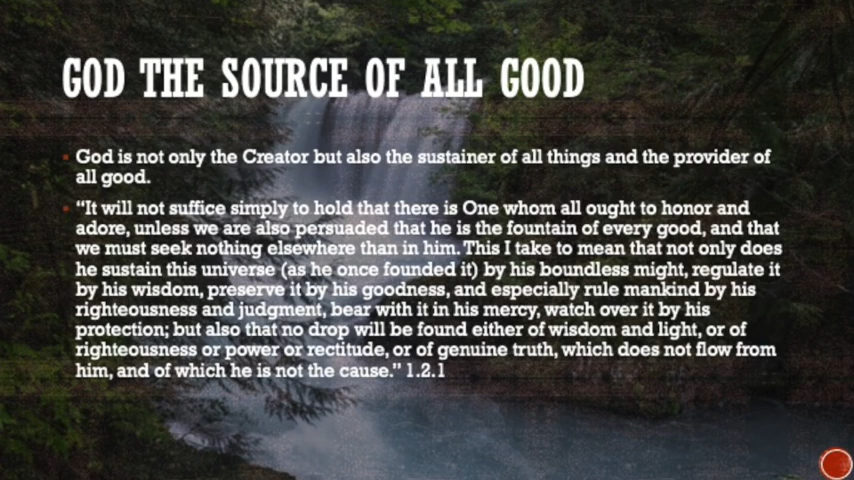 GOD THE SOURCE OF ALL GOOD
God is not only the Creator but also the sustainer of all things and the provider of
all good.
“It will not suffice simply to hold that there is One whom all ought to honor and
adore, unless we are also persuaded that he is the fountain of every good, and that
we must seek nothing elsewhere than in him. This I take to mean that not only does
he sustain this universe (as he once founded it) by his boundless might, regulate it
by his wisdom, preserve it by his goodness, and especially rule mankind by his
righteousness and judgment, bear with it in his mercy, watch over it by his
protection; but also that no drop will be found either of wisdom and light, or of
righteousness or power or rectitude, or of genuine truth, which does not flow from
him, and of which he is not the cause.” 1.2.1